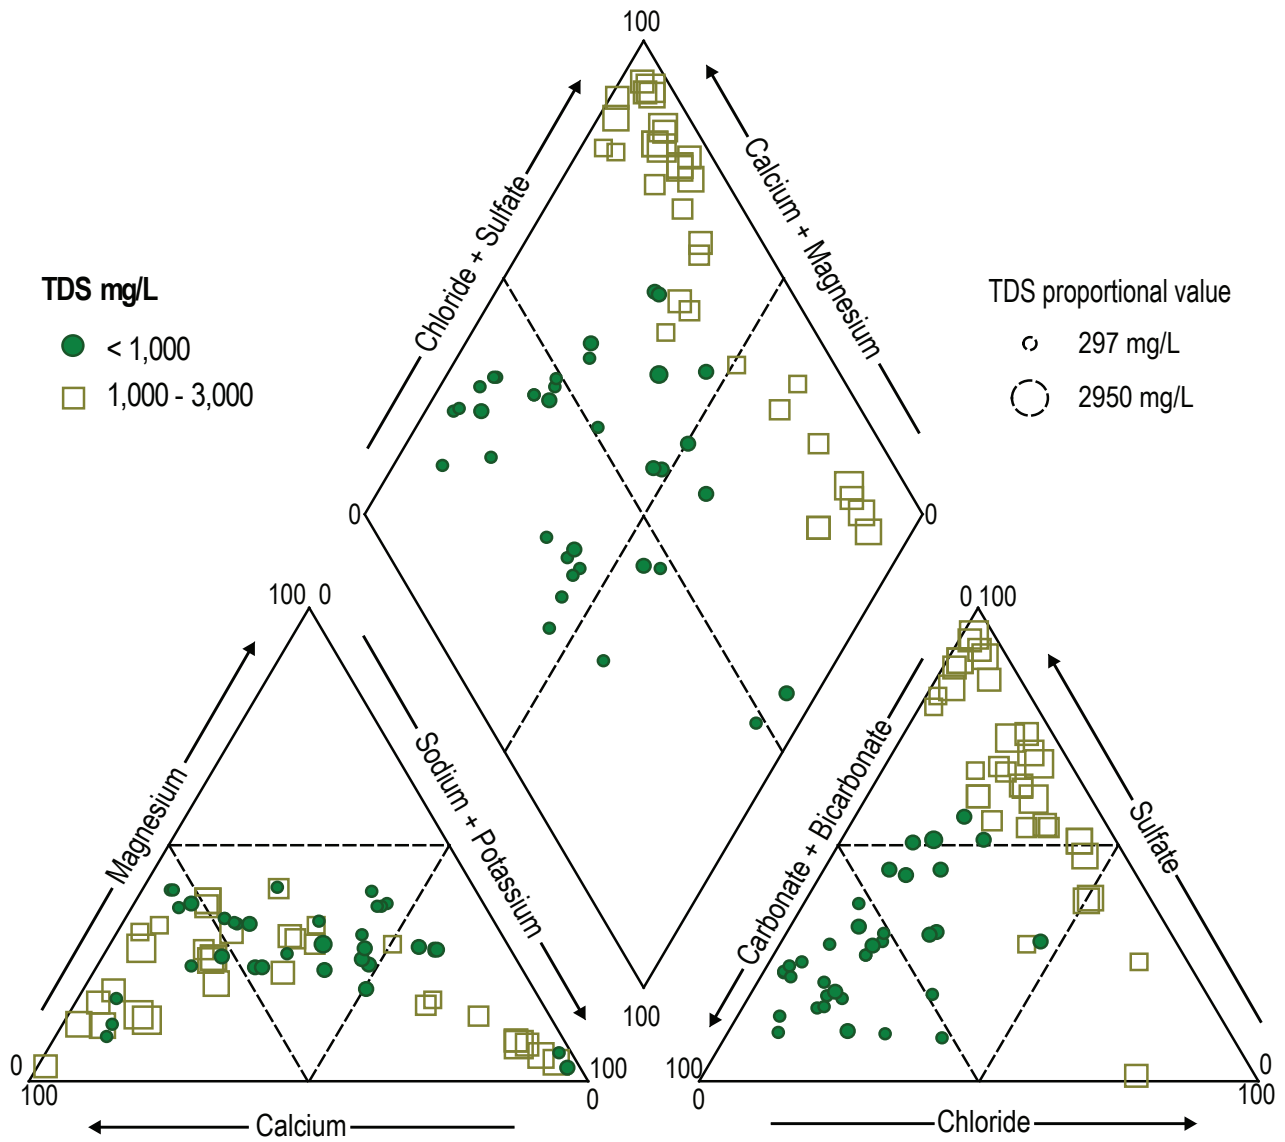 100
Chloride + Sulfate
Calcium + Magnesium
TDS mg/L
< 1,000
1,000 - 3,000
TDS proportional value
297 mg/L
2950 mg/L
0
0
100 0
0 100
Magnesium
Sodium + Potassium
Carbonate + Bicarbonate
Sulfate
100
0
100
100
0
100
0
0
100
Calcium
Chloride